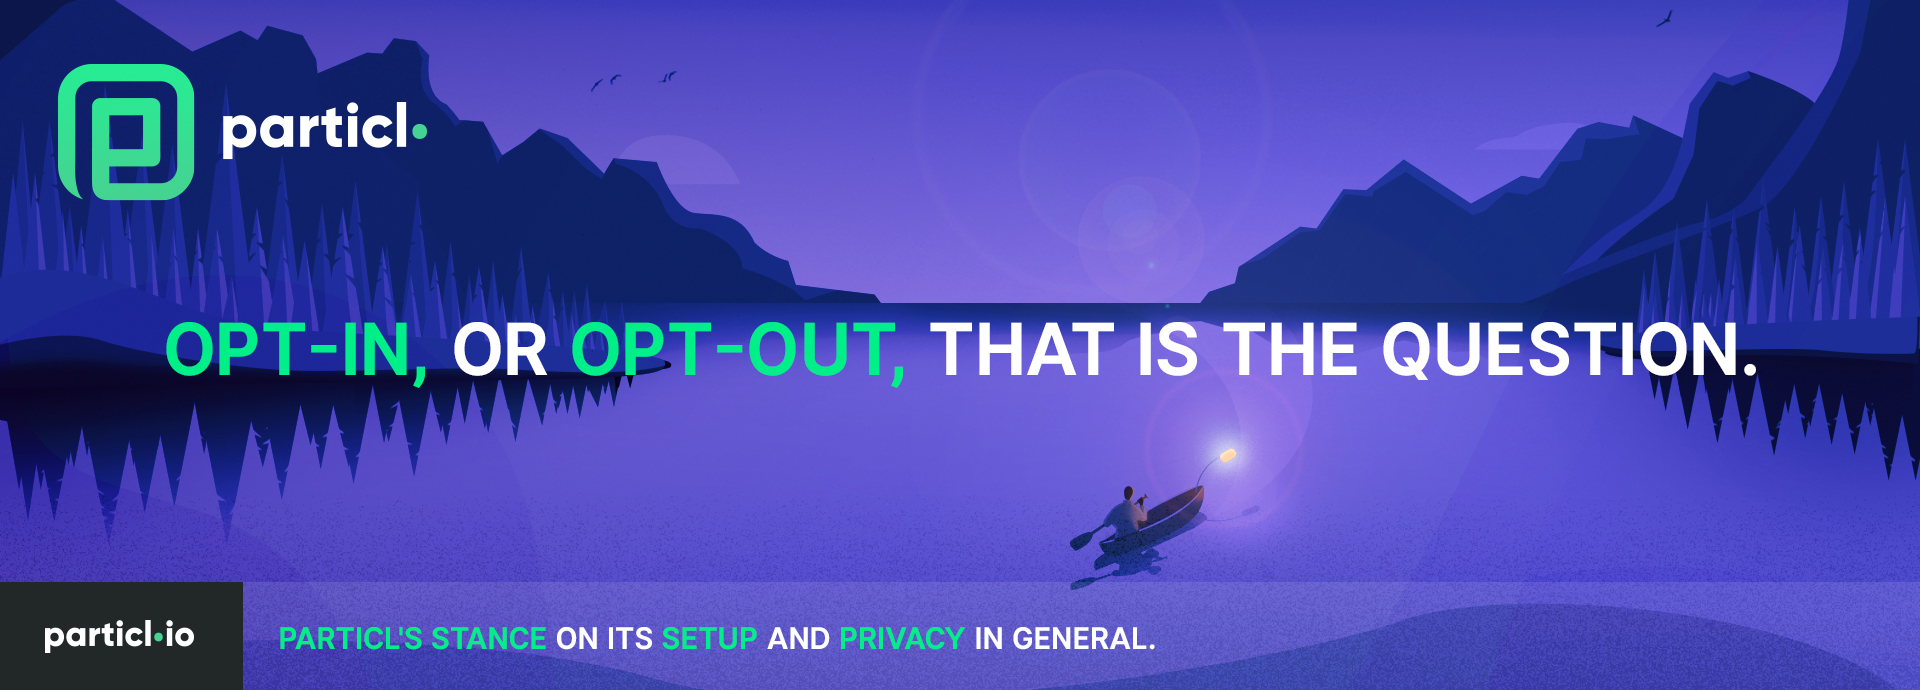 particl.
OPT-IN, OR OPT-OUT, THAT IS THE QUESTION.
particl.io
PARTICL'S STANCE ON ITS SETUP AND PRIVACY IN GENERAL.